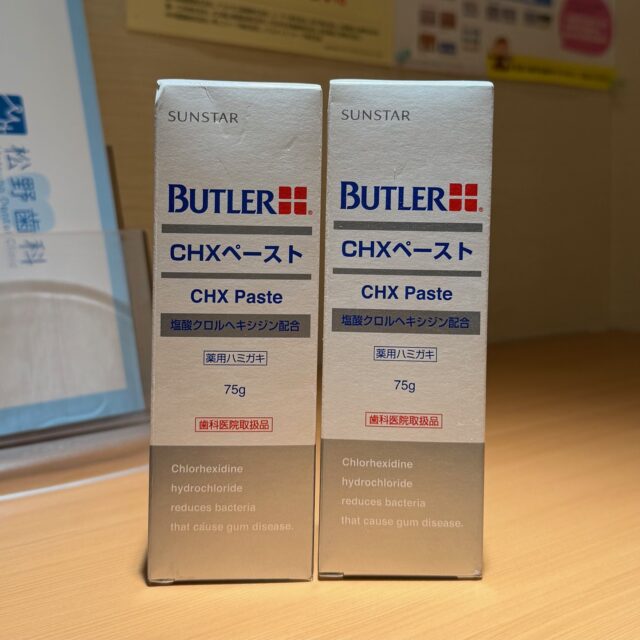 松野歯科
SUNSTAR
BUTLER
CHXペースト
CHX Paste
塩酸クロルヘキシジン配合
薬用ハミガキ
75g
歯科医院取扱品
Chlorhexidine
hydrochloride
reduces bacteria
that cause gum disease.
SUNSTAR
BUTLER
CHXペースト
CHX Paste
塩酸クロルヘキシジン配合
薬用ハミガキ
75g
歯科医院取扱品
Chlorhexidine
hydrochloride
reduces bacteria
that cause gum disease.